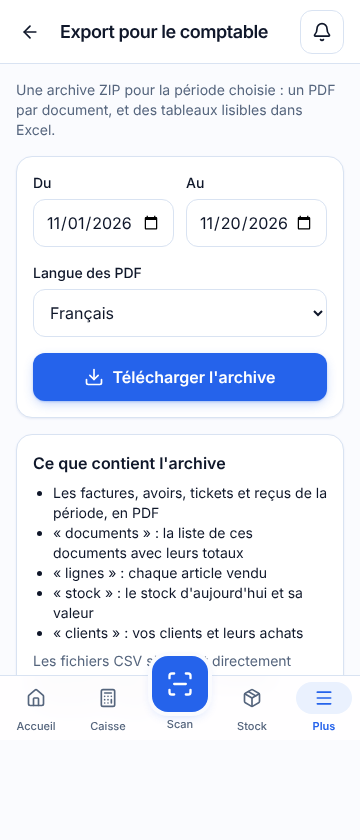 Export pour le comptable
Une archive ZIP pour la période choisie : un PDF
par document, et des tableaux lisibles dans
Excel.
Du
Au
11/01/2026
11/20/2026
Langue des PDF
Français
Télécharger l'archive
Ce que contient l'archive
• Les factures, avoirs, tickets et reçus de la
période, en PDF
• « documents » : la liste de ces
documents avec leurs totaux
• « lignes » : chaque article vendu
• « stock » : le stock d'aujourd'hui et sa
valeur
• « clients » : vos clients et leurs achats
Les fichiers CSV directement
Accueil
Caisse
Scan
Stock
Plus